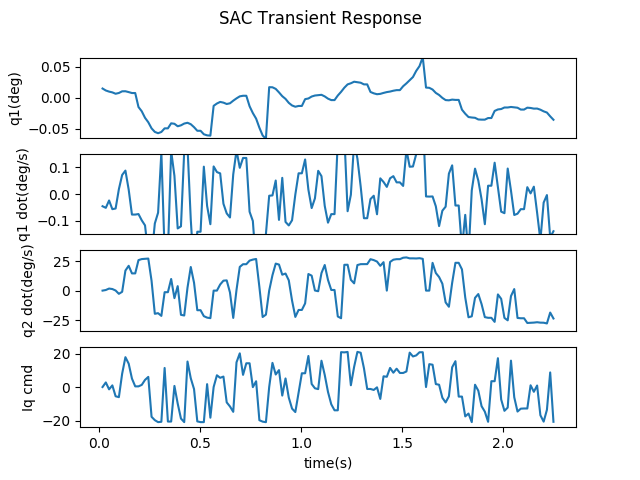 SAC Transient Response
q1(deg)
0.05
0.00
−0.05
q1 dot(deg/s)
0.1
0.0
−0.1
q2 dot(deg/s)
25
0
−25
Iq cmd
20
0
−20
0.0 0.5 1.0 1.5 2.0
time(s)